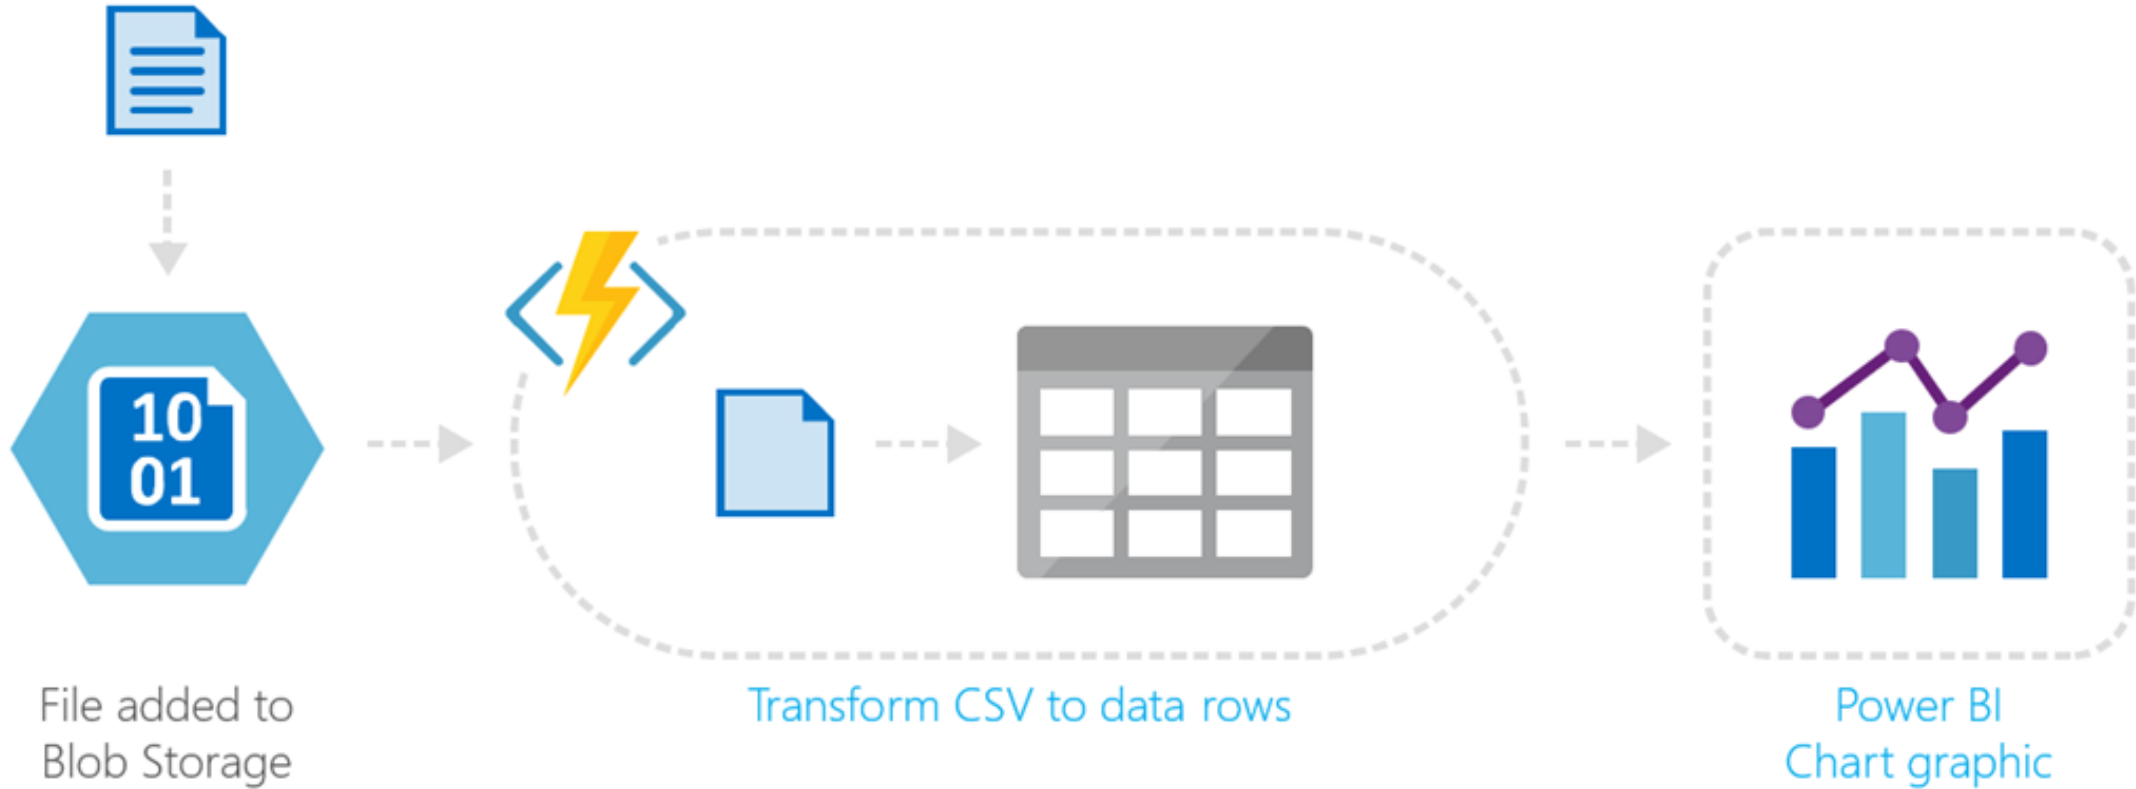 10
01
File added to
Blob Storage
Transform CSV to data rows
Power BI
Chart graphic